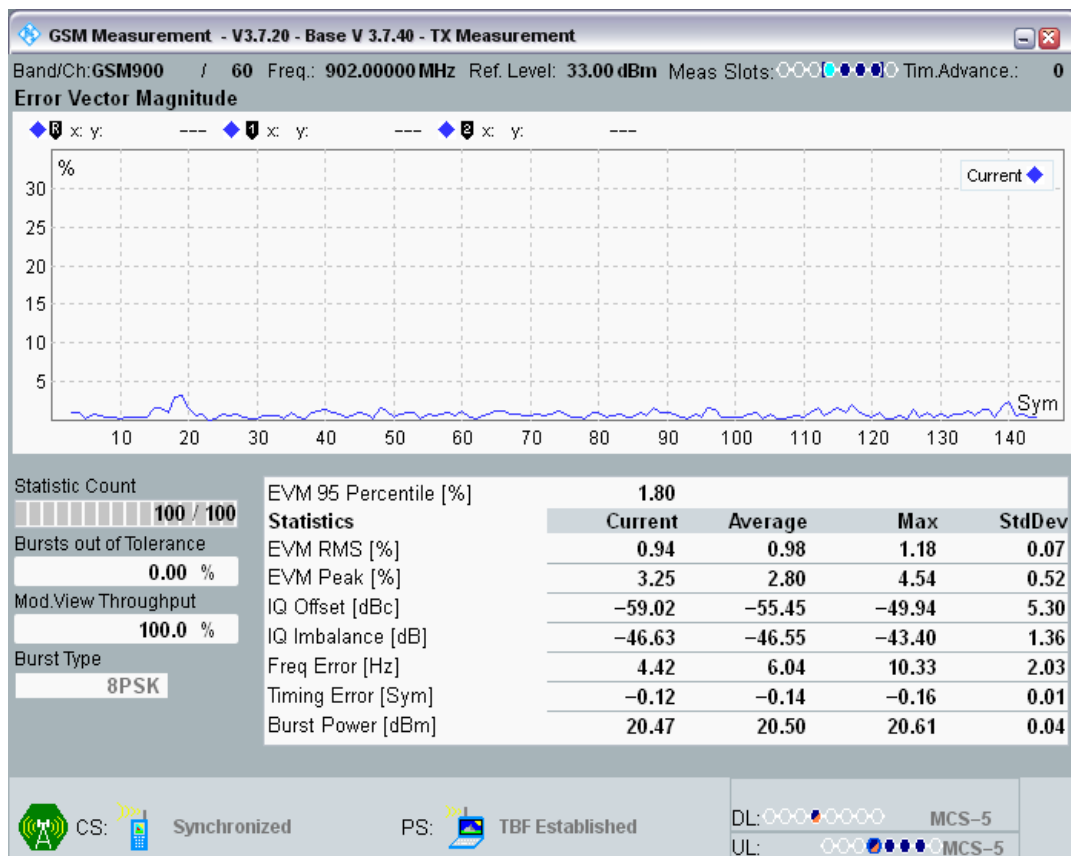 GSM Measurement - V3.7.20 - Base V 3.7.40 - TX Measurement
Band/Ch:GSM900 / 60 Freq.: 902.00000 MHz Ref. Level: 33.00 dBm Meas Slots: Tim.Advance.: 0
Error Vector Magnitude
R x: y: --- 1 x: y: --- 2 x: y: ---
%
Current
30
25
20
15
10
5
Sym
10 20 30 40 50 60 70 80 90 100 110 120 130 140
Statistic Count
100 / 100
Bursts out of Tolerance
0.00 %
Mod.View Throughput
100.0 %
Burst Type
8PSK
EVM 95 Percentile [%] 1.80
Statistics Current Average Max StdDev
EVM RMS [%] 0.94 0.98 1.18 0.07
EVM Peak [%] 3.25 2.80 4.54 0.52
IQ Offset [dBc] −59.02 −55.45 −49.94 5.30
IQ Imbalance [dB] −46.63 −46.55 −43.40 1.36
Freq Error [Hz] 4.42 6.04 10.33 2.03
Timing Error [Sym] −0.12 −0.14 −0.16 0.01
Burst Power [dBm] 20.47 20.50 20.61 0.04
CS: Synchronized PS: TBF Established
DL: MCS−5
UL: MCS−5